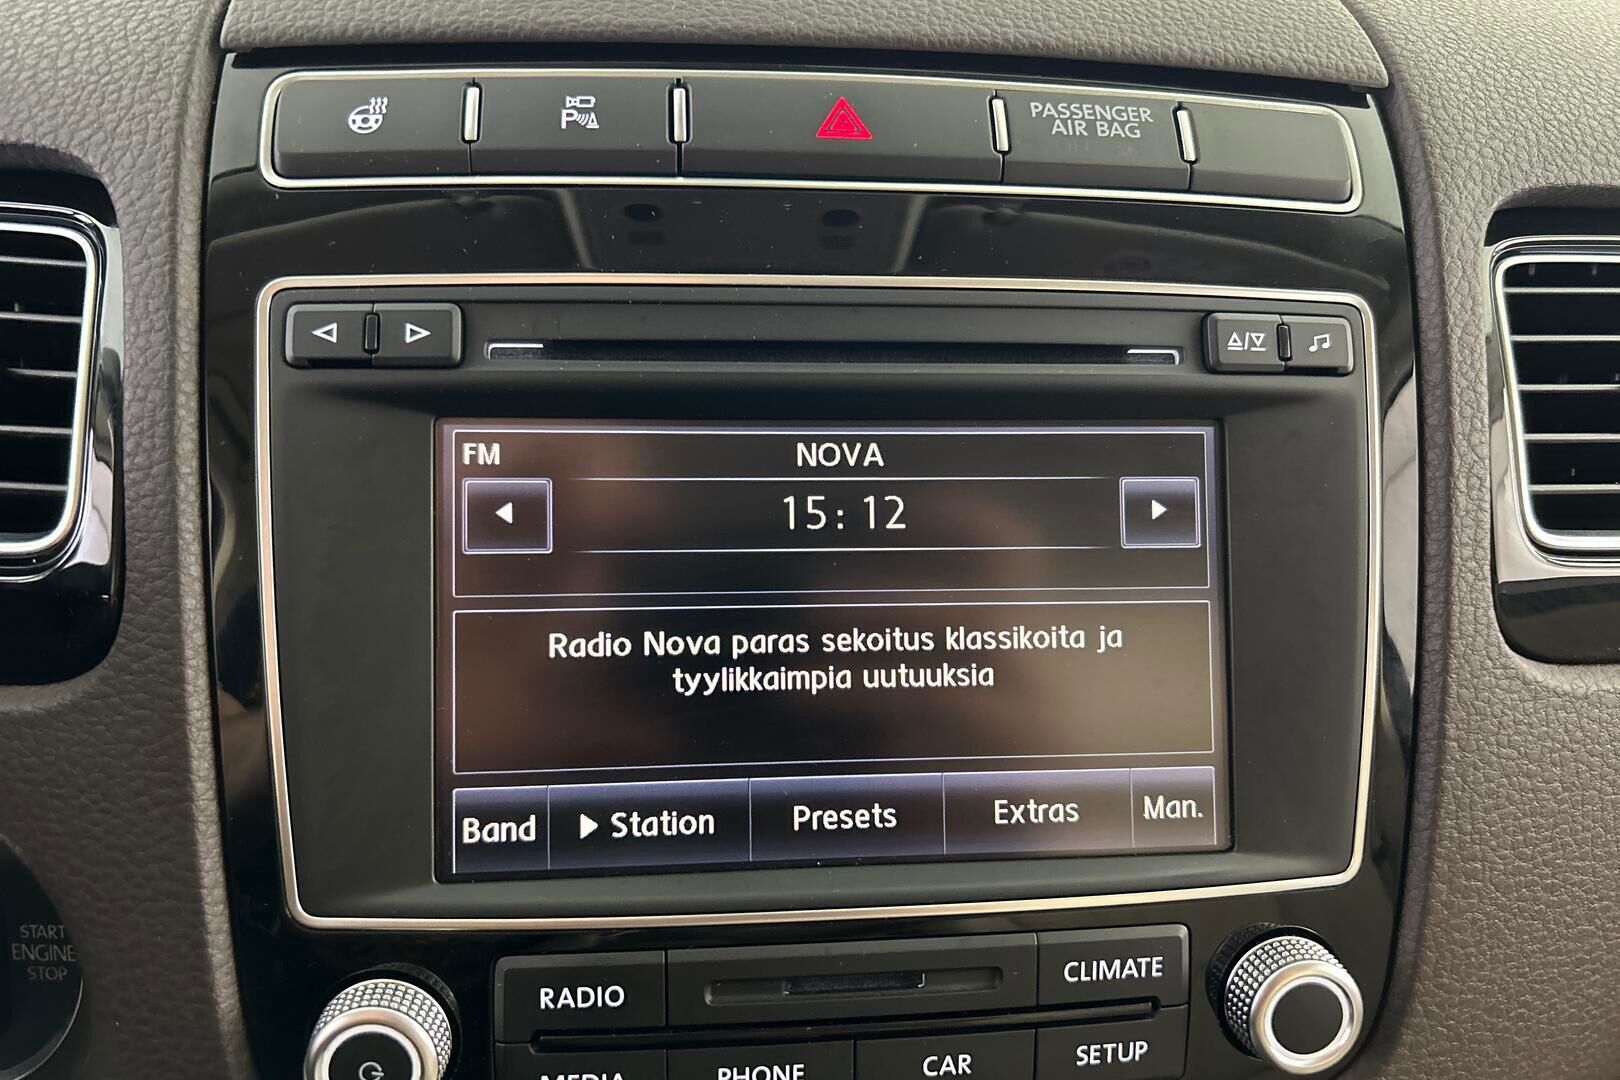 P
PASSENGER
AIR BAG
FM
NOVA
15:12
Radio Nova paras sekoitus klassikoita ja
tyylikkaimpia uutuuksia
Band
Station
Presets
Extras
Man.
START
ENGINE
STOP
RADIO
CLIMATE
MEDIA
PHONE
CAR
SETUP